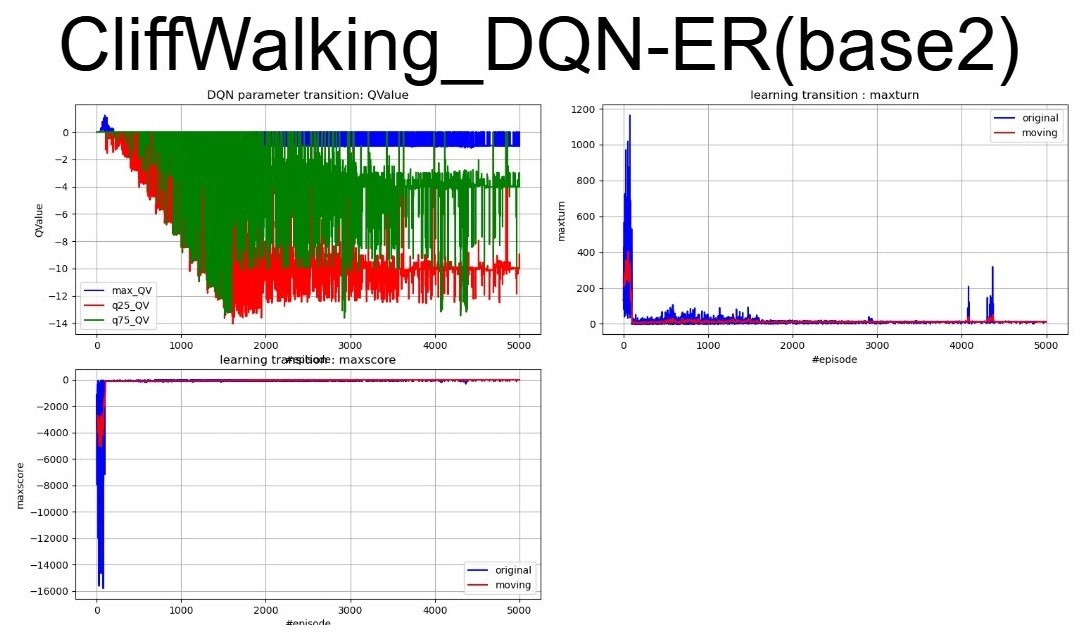 CliffWalking_DQN-ER(base2)
DQN parameter transition: QValue
0
−2
−4
−6
−8
−10
−12
−14
QValue
max_QV
q25_QV
q75_QV
0 1000 2000 3000 4000 5000
#episode
learning transition : maxturn
1200
1000
800
600
400
200
0
maxturn
original
moving
0 1000 2000 3000 4000 5000
#episode
learning transition : maxscore
0
−2000
−4000
−6000
−8000
−10000
−12000
−14000
−16000
maxscore
original
moving
0 1000 2000 3000 4000 5000
#episode